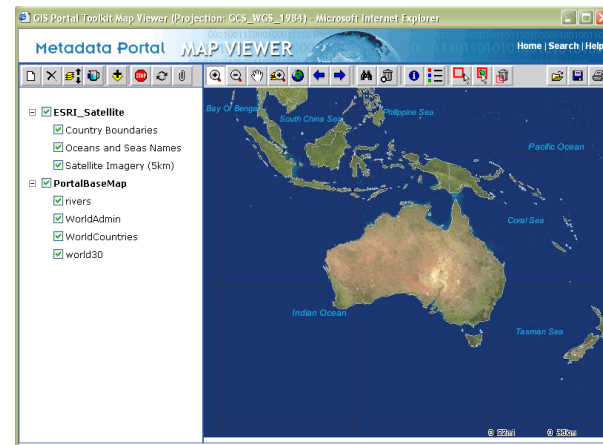 GIS Portal Toolkit Map Viewer (Projection: GCS_WGS_1984) - Microsoft Internet Explorer
Metadata Portal MAP VIEWER
Home | Search | Help
ESRI_Satellite
Country Boundaries
Oceans and Seas Names
Satellite Imagery (5km)
PortalBaseMap
rivers
WorldAdmin
WorldCountries
world30
Bay Of Bengal
South China Sea
Philippine Sea
Pacific Ocean
Coral Sea
Indian Ocean
Tasman Sea